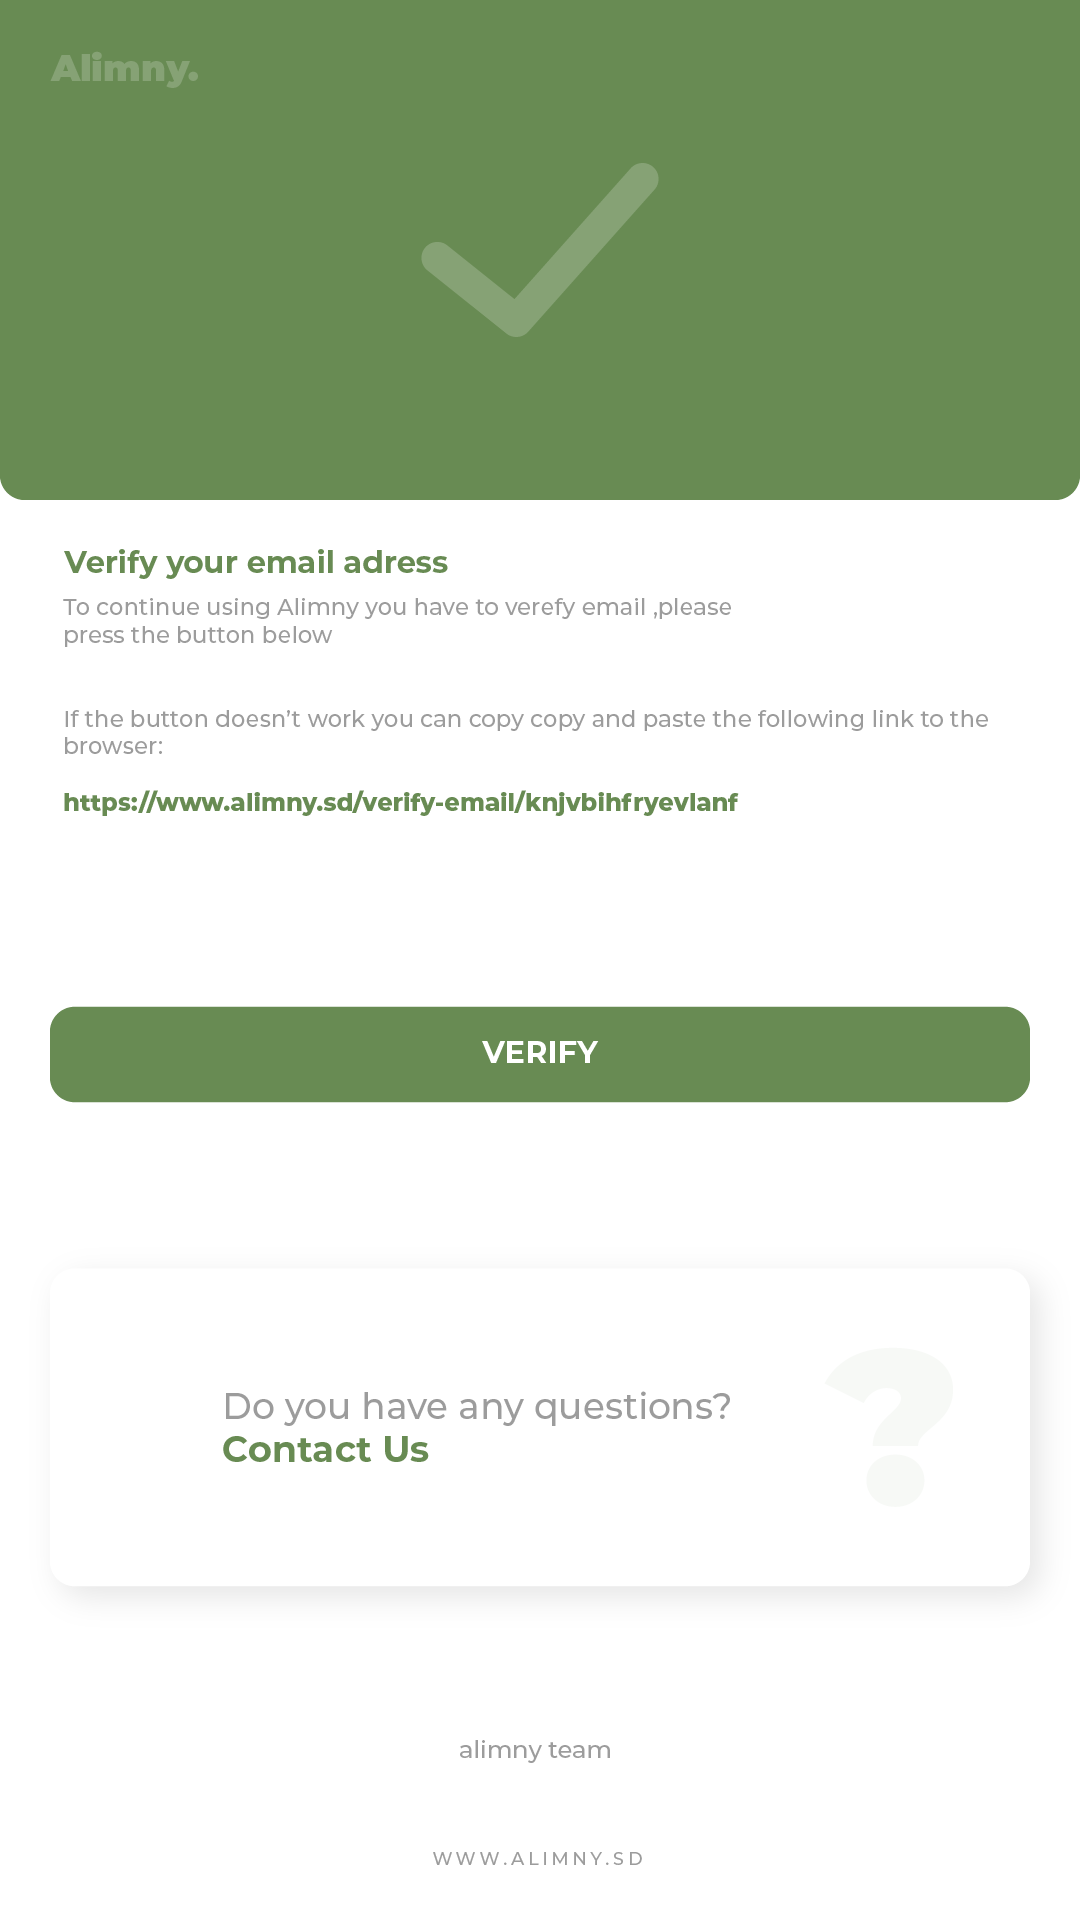 Alimny.
Verify your email adress
To continue using Alimny you have to verefy email ,please
press the button below
If the button doesn’t work you can copy copy and paste the following link to the
browser:
https://www.alimny.sd/verify-email/knjvbihfryevlanf
VERIFY
Do you have any questions?
Contact Us
?
alimny team
WWW.ALIMNY.SD